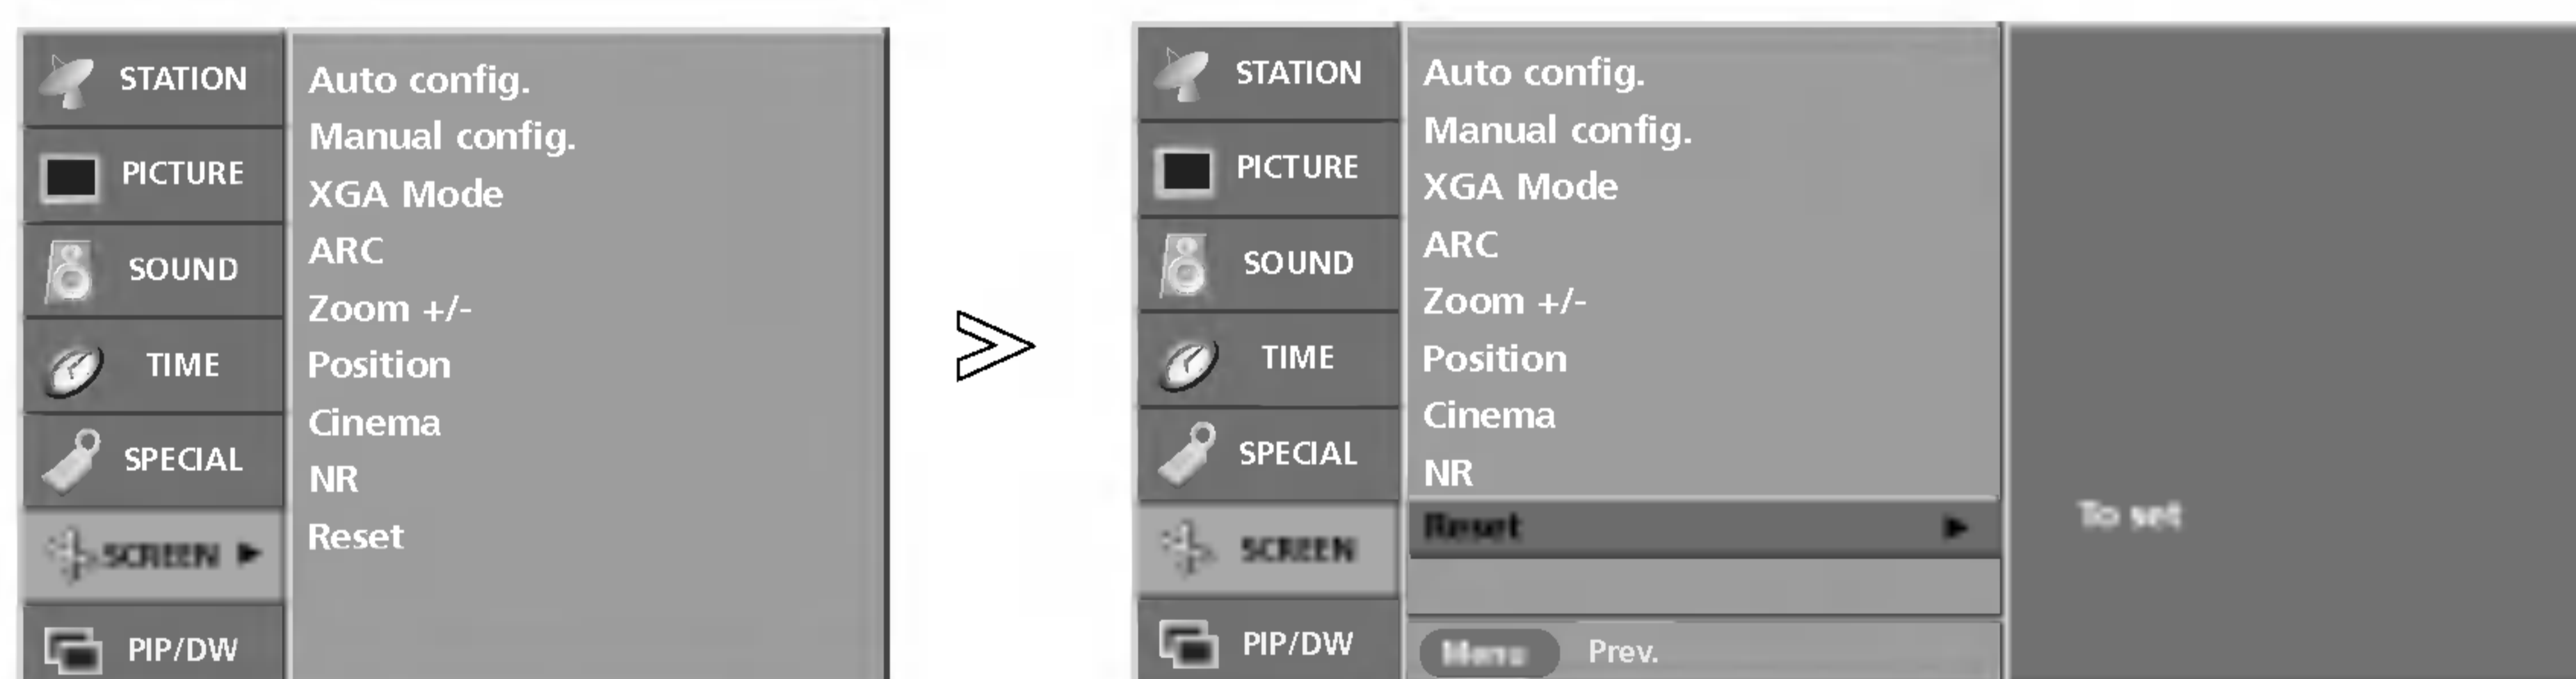 STATION
PICTURE
SOUND
TIME
SPECIAL
SCREEN
PIP/DW
Auto config.
Manual config.
XGA Mode
ARC
Zoom +/-
Position
Cinema
NR
Reset
STATION
PICTURE
SOUND
TIME
SPECIAL
SCREEN
PIP/DW
Auto config.
Manual config.
XGA Mode
ARC
Zoom +/-
Position
Cinema
NR
Reset
Menu Prev.
To set